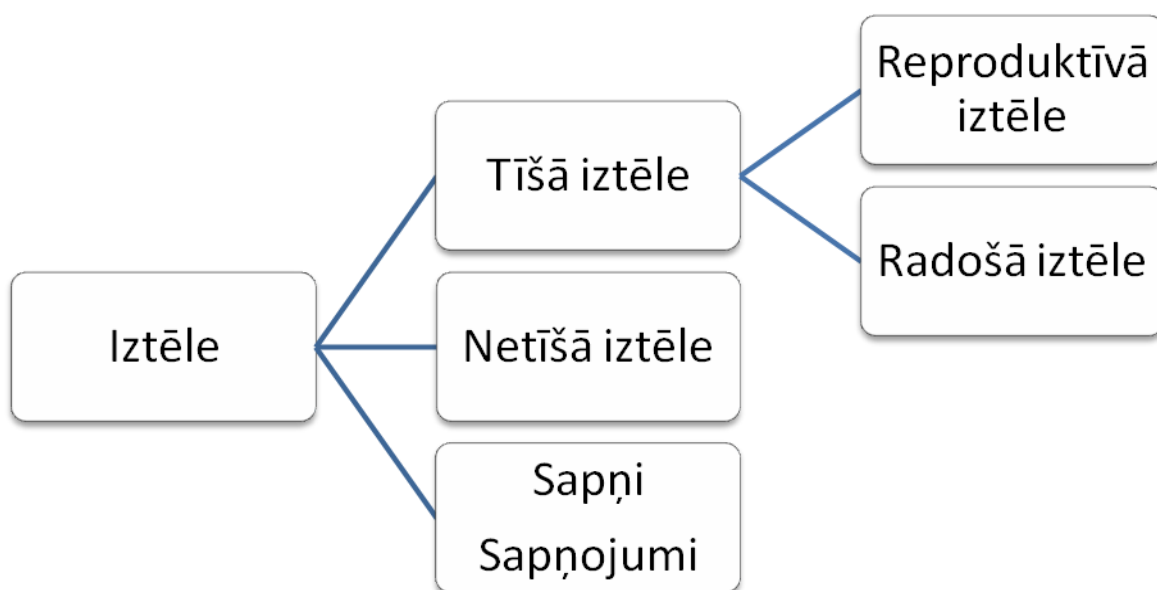 Iztēle
Tīšā iztēle
Netīšā iztēle
Sapņi
Sapņojumi
Reproduktīvā
iztēle
Radošā iztēle